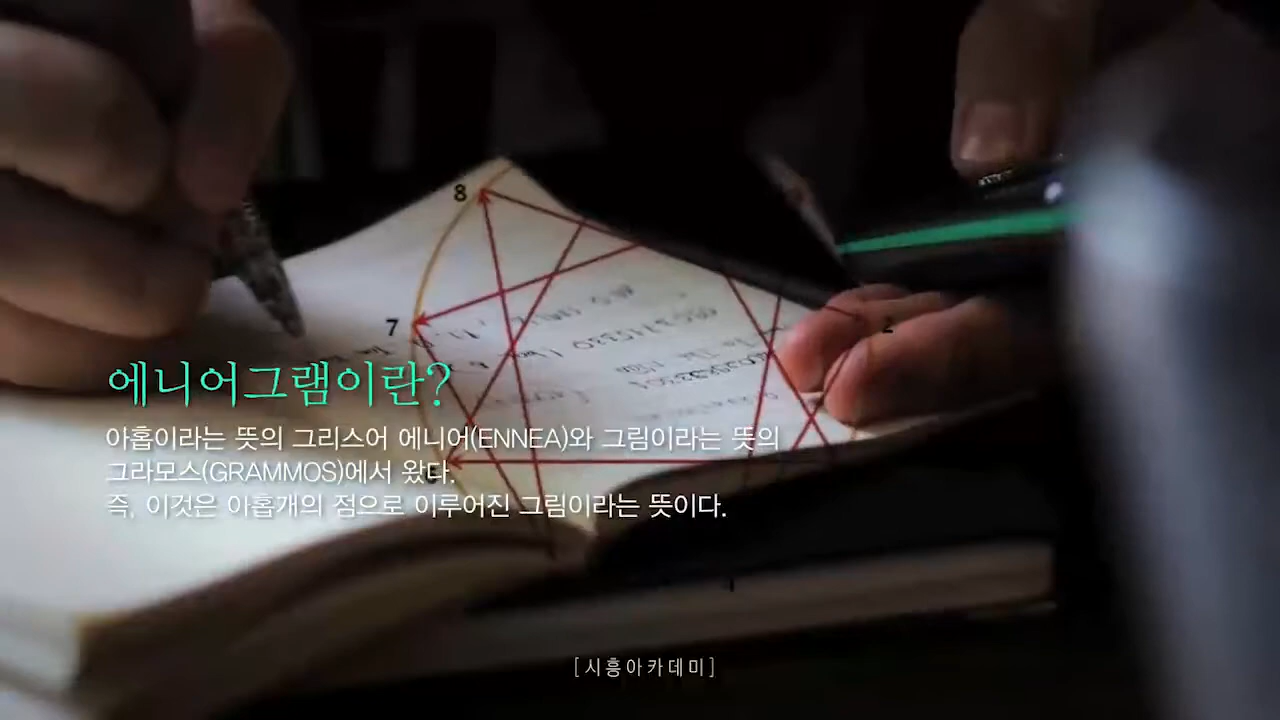 8
7
2
에니어그램이란?
아홉이라는 뜻의 그리스어 에니어(ENNEA)와 그림이라는 뜻의
그라모스(GRAMMOS)에서 왔다.
즉, 이것은 아홉개의 점으로 이루어진 그림이라는 뜻이다.
[시흥아카데미]